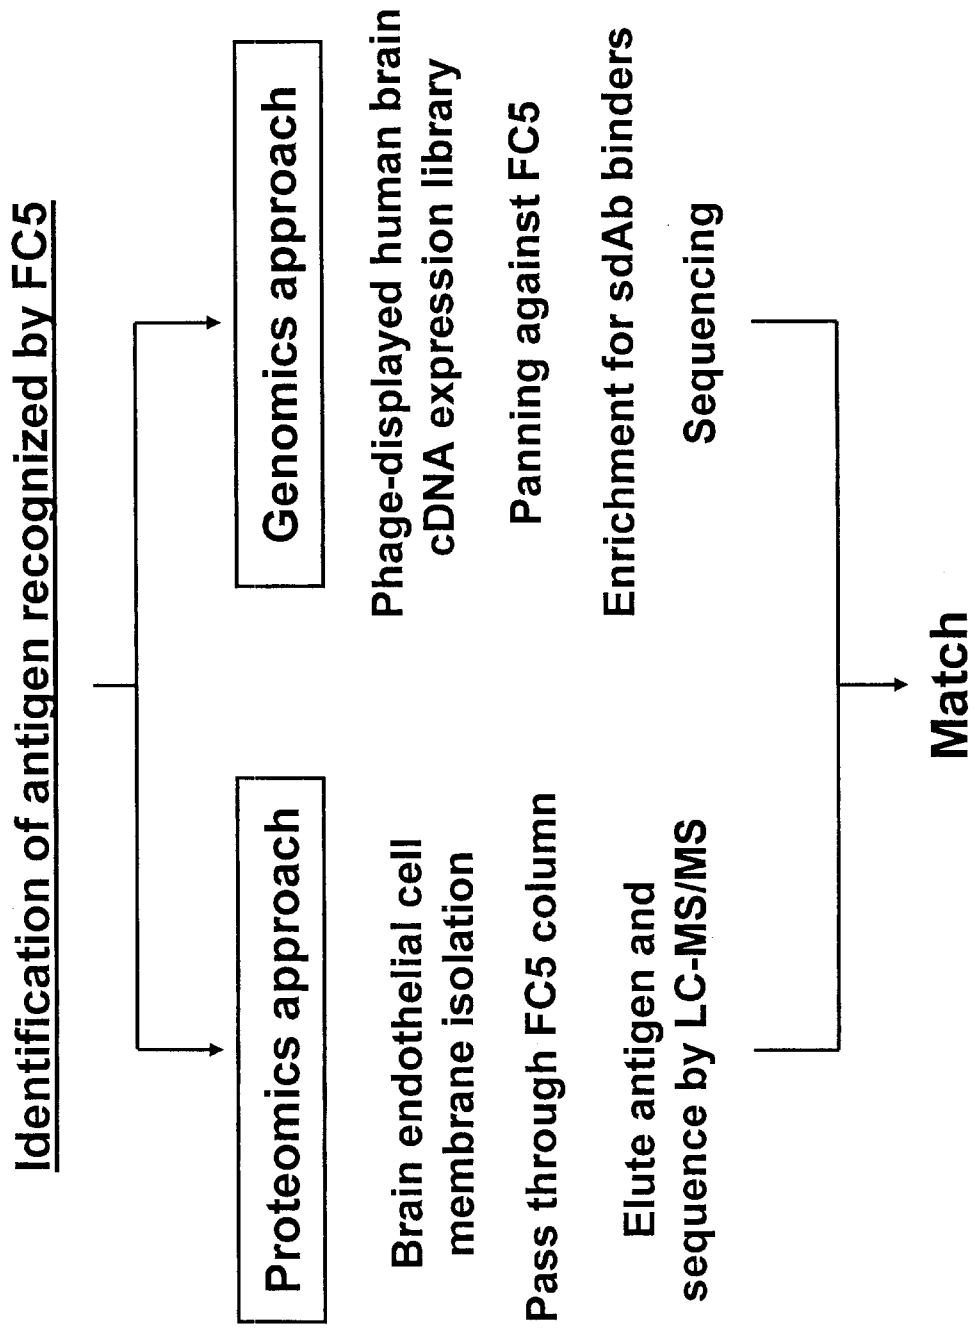 Identification of antigen recognized by FC5
Proteomics approach
Brain endothelial cell
membrane isolation
Pass through FC5 column
Elute antigen and
sequence by LC-MS/MS
Genomics approach
Phage-displayed human brain
cDNA expression library
Panning against FC5
Enrichment for sdAb binders
Sequencing
Match